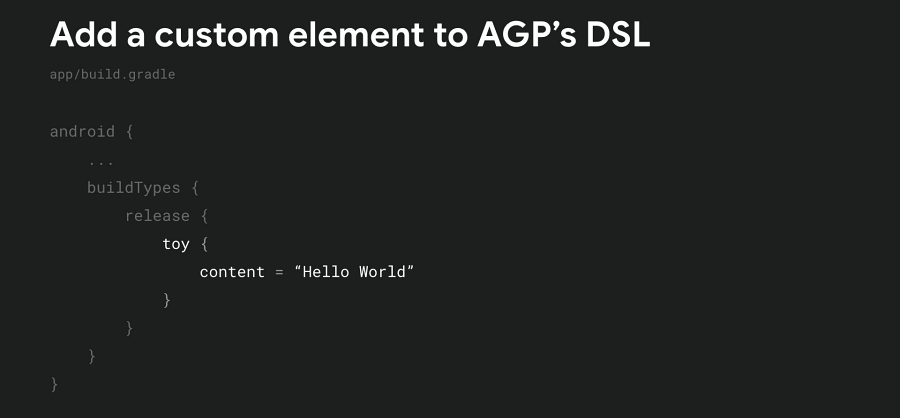 Add a custom element to AGP’s DSL
app/build.gradle
android {
...
buildTypes {
release {
toy {
content = “Hello World”
}
}
}
}